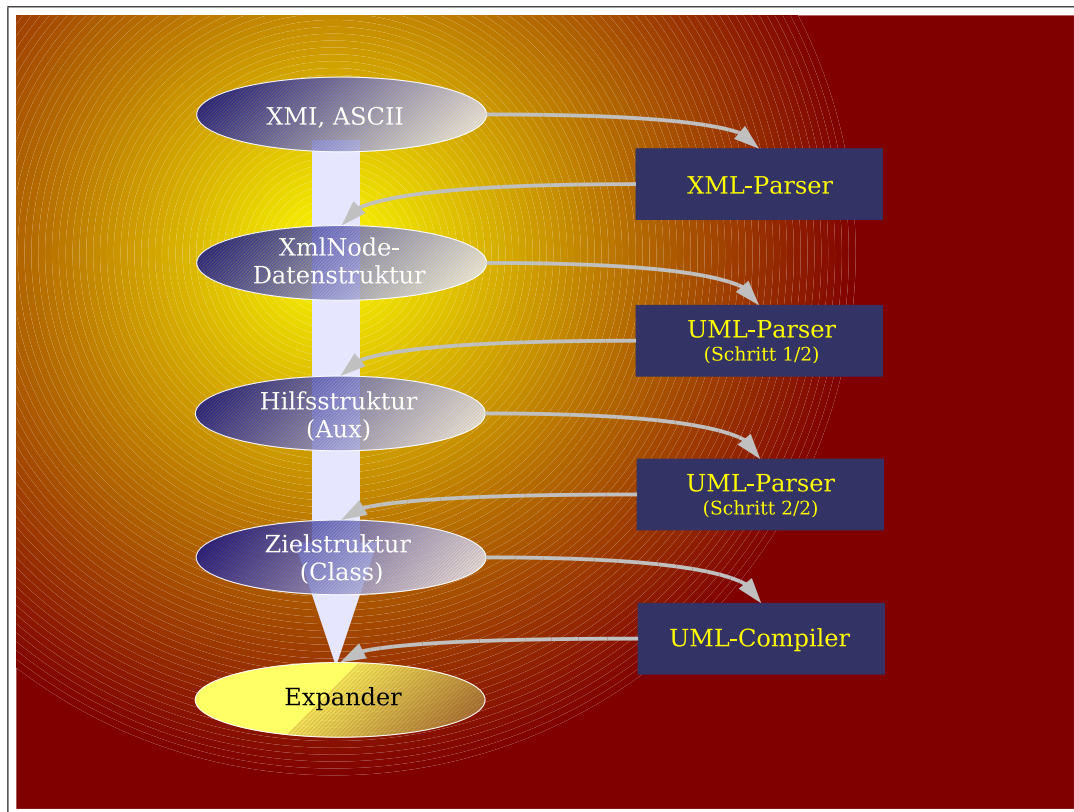 XMI, ASCII
XML-Parser
XmlNode-
Datenstruktur
UML-Parser
(Schritt 1/2)
Hilfsstruktur
(Aux)
UML-Parser
(Schritt 2/2)
Zielstruktur
(Class)
UML-Compiler
Expander